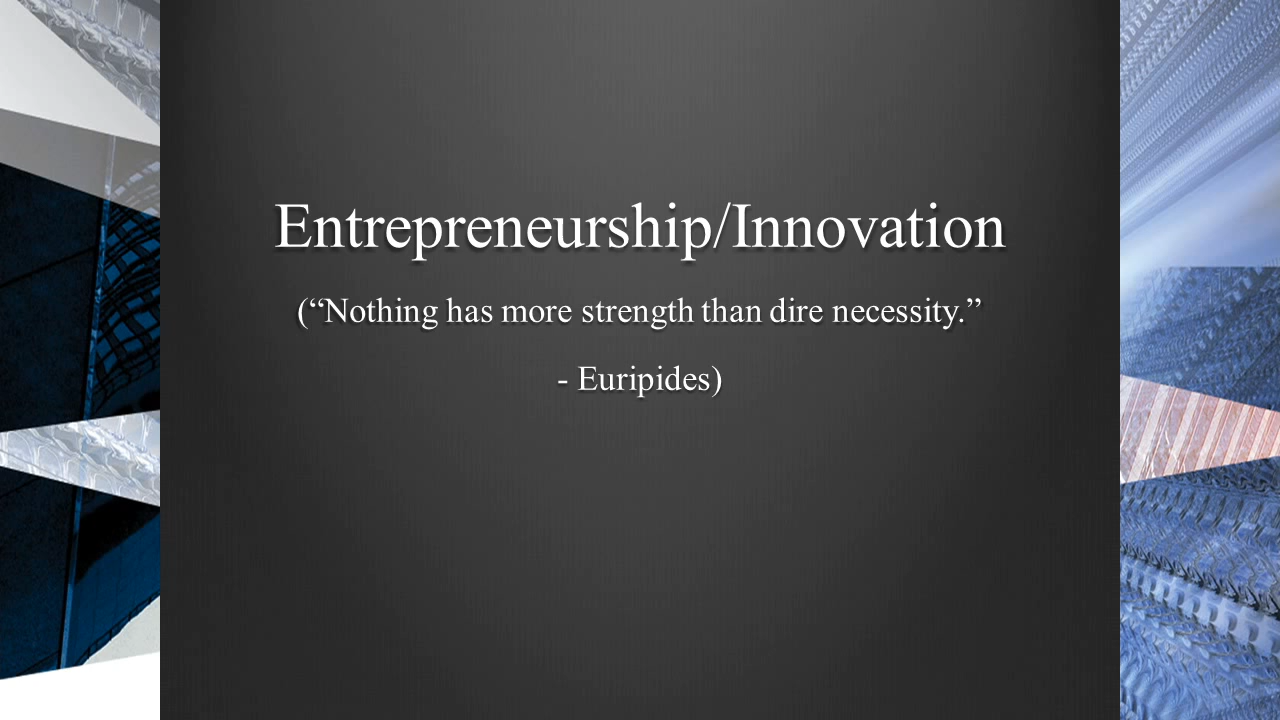 Entrepreneurship/Innovation
(“Nothing has more strength than dire necessity.”
- Euripides)